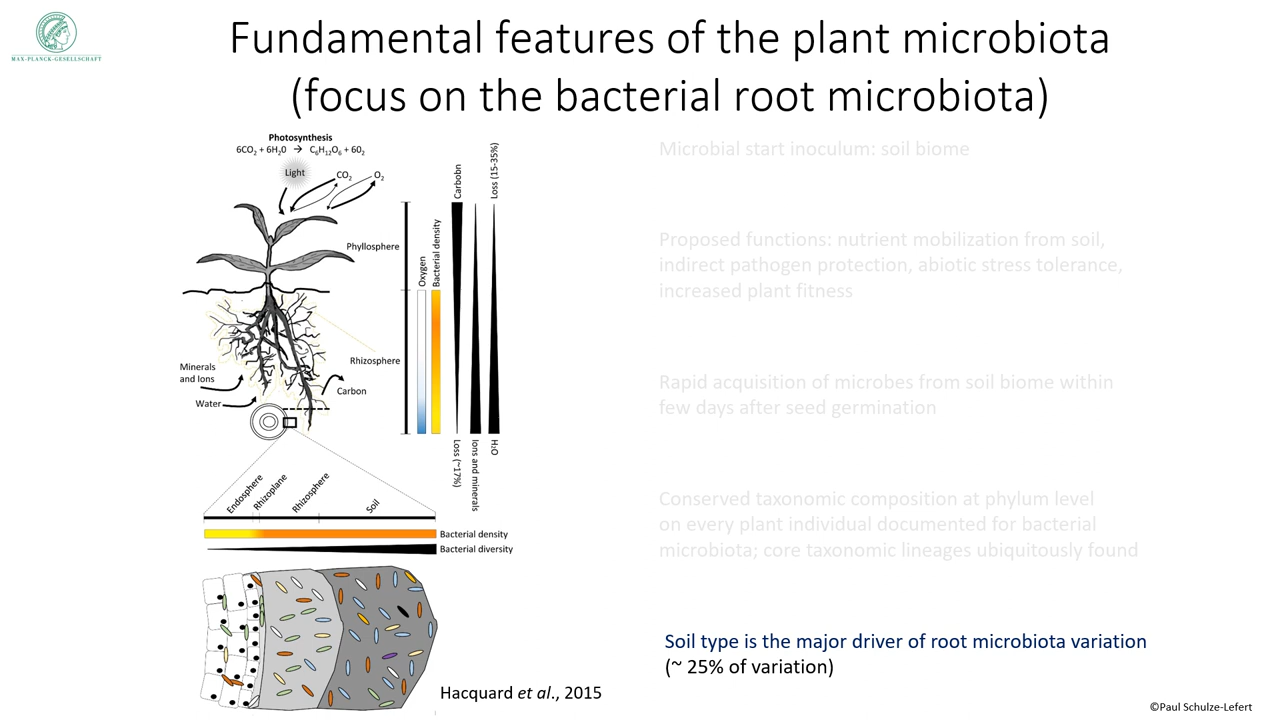 MAX-PLANCK-GESELLSCHAFT
Fundamental features of the plant microbiota
(focus on the bacterial root microbiota)
Photosynthesis
6CO2 + 6H20 → C6H12O6 + 602
Light
CO2
O2
Phyllosphere
Rhizosphere
Minerals
and Ions
Water
Carbon
Oxygen
Bacterial density
Carbobn
Loss (15-35%)
Loss (~17%)
Ions and minerals
H2O
Endosphere
Rhizoplane
Rhizosphere
Soil
Bacterial density
Bacterial diversity
Hacquard et al., 2015
Microbial start inoculum: soil biome
Proposed functions: nutrient mobilization from soil,
indirect pathogen protection, abiotic stress tolerance,
increased plant fitness
Rapid acquisition of microbes from soil biome within
few days after seed germination
Conserved taxonomic composition at phylum level
on every plant individual documented for bacterial
microbiota; core taxonomic lineages ubiquitously found
Soil type is the major driver of root microbiota variation
(~ 25% of variation)
©Paul Schulze-Lefert